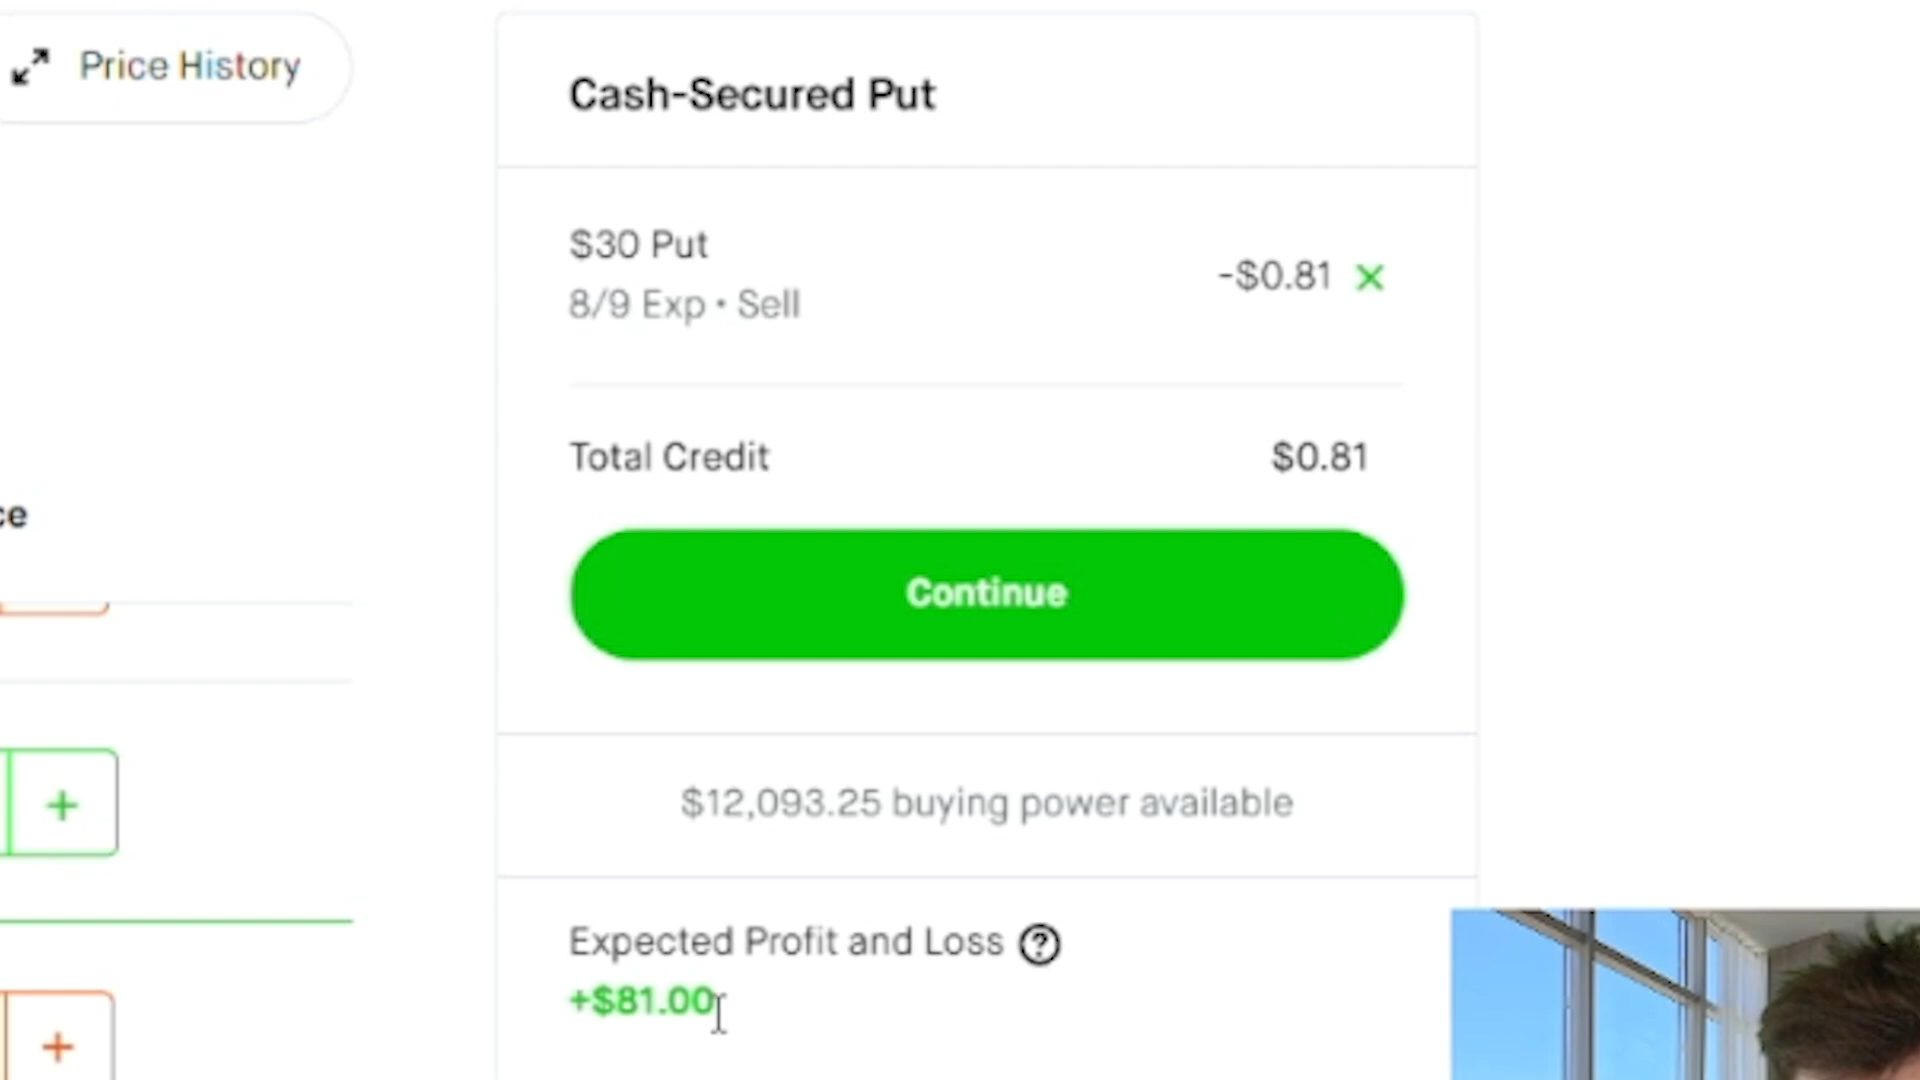 Price History
Cash-Secured Put
$30 Put
-$0.81
8/9 Exp • Sell
Total Credit
$0.81
ce
Continue
$12,093.25 buying power available
Expected Profit and Loss
+$81.00